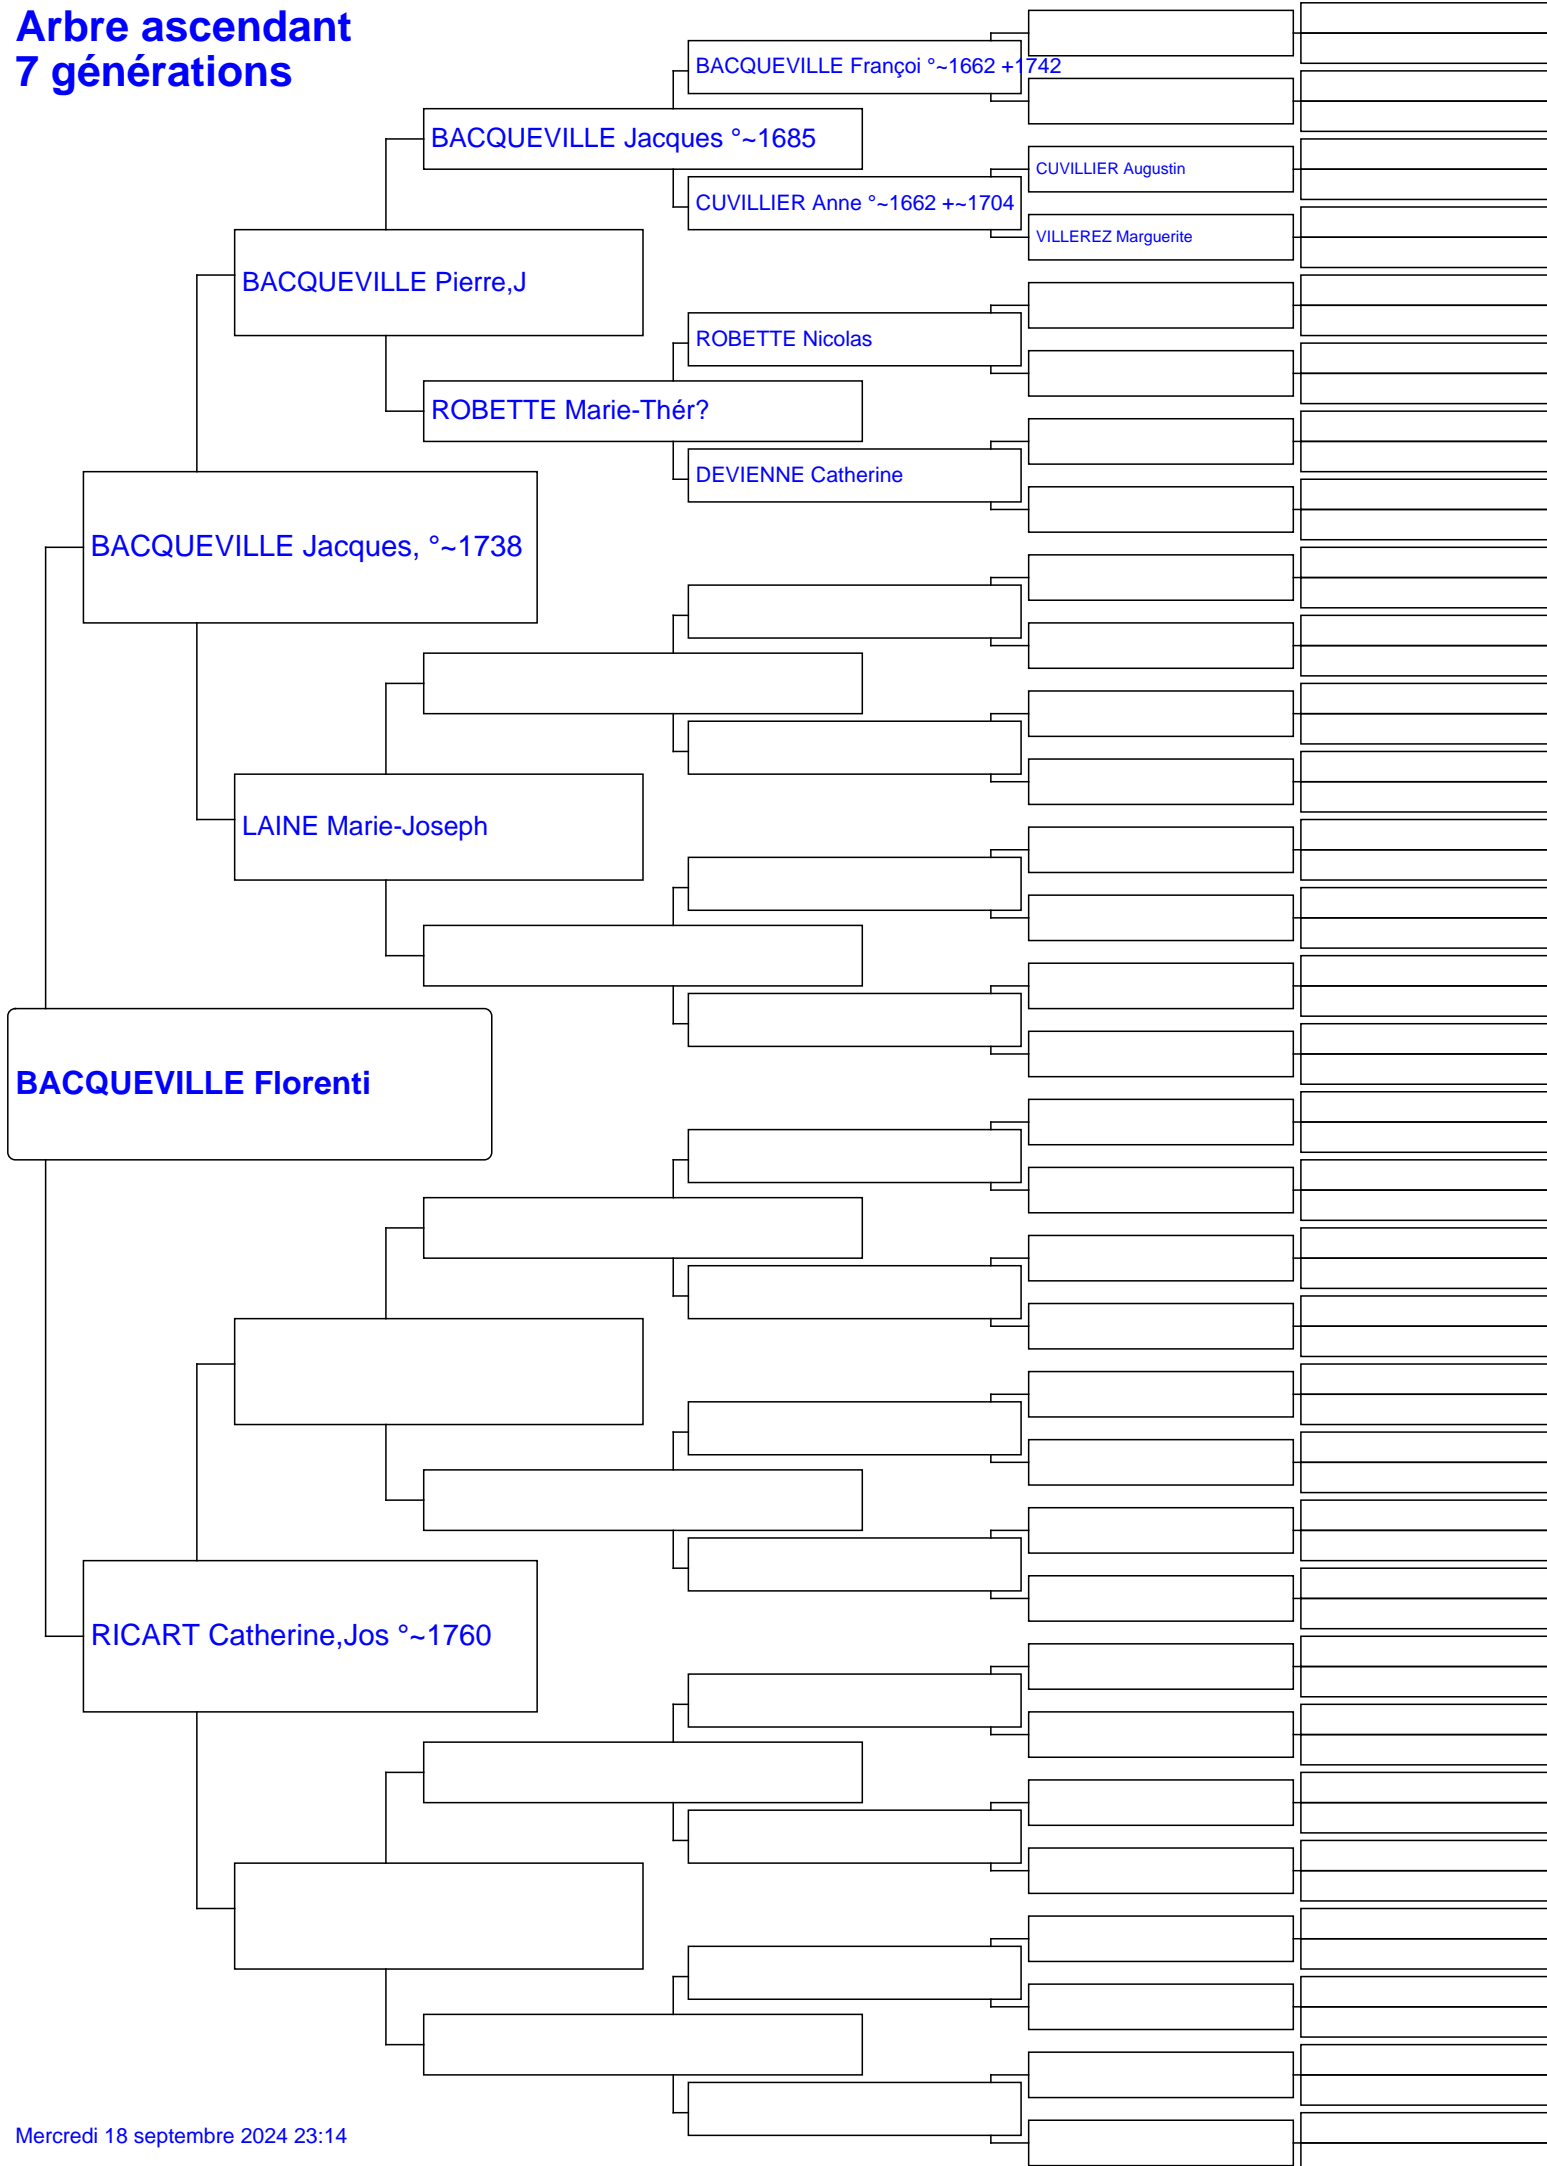 Arbre ascendant
7 générations
BACQUEVILLE Françoi °~1662 +1742
BACQUEVILLE Jacques °~1685
CUVILLIER Augustin
CUVILLIER Anne °~1662 +~1704
VILLEREZ Marguerite
BACQUEVILLE Pierre,J
ROBETTE Nicolas
ROBETTE Marie-Thér?
DEVIENNE Catherine
BACQUEVILLE Jacques, °~1738
LAINE Marie-Joseph
BACQUEVILLE Florenti
RICART Catherine,Jos °~1760
Mercredi 18 septembre 2024 23:14